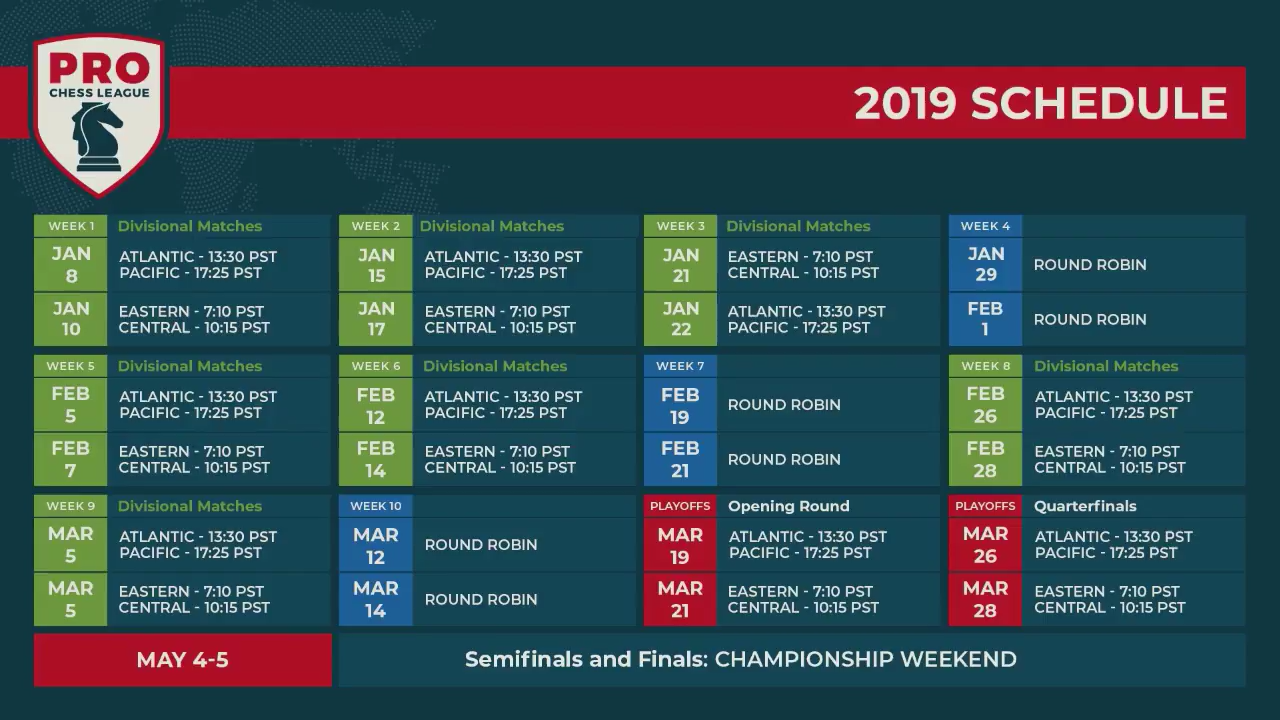 PRO
CHESS LEAGUE
2019 SCHEDULE
WEEK 1 Divisional Matches
JAN 8
ATLANTIC - 13:30 PST
PACIFIC - 17:25 PST
JAN 10
EASTERN - 7:10 PST
CENTRAL - 10:15 PST
WEEK 2 Divisional Matches
JAN 15
ATLANTIC - 13:30 PST
PACIFIC - 17:25 PST
JAN 17
EASTERN - 7:10 PST
CENTRAL - 10:15 PST
WEEK 3 Divisional Matches
JAN 21
EASTERN - 7:10 PST
CENTRAL - 10:15 PST
JAN 22
ATLANTIC - 13:30 PST
PACIFIC - 17:25 PST
WEEK 4
JAN 29
ROUND ROBIN
FEB 1
ROUND ROBIN
WEEK 5 Divisional Matches
FEB 5
ATLANTIC - 13:30 PST
PACIFIC - 17:25 PST
FEB 7
EASTERN - 7:10 PST
CENTRAL - 10:15 PST
WEEK 6 Divisional Matches
FEB 12
ATLANTIC - 13:30 PST
PACIFIC - 17:25 PST
FEB 14
EASTERN - 7:10 PST
CENTRAL - 10:15 PST
WEEK 7
FEB 19
ROUND ROBIN
FEB 21
ROUND ROBIN
WEEK 8 Divisional Matches
FEB 26
ATLANTIC - 13:30 PST
PACIFIC - 17:25 PST
FEB 28
EASTERN - 7:10 PST
CENTRAL - 10:15 PST
WEEK 9 Divisional Matches
MAR 5
ATLANTIC - 13:30 PST
PACIFIC - 17:25 PST
MAR 5
EASTERN - 7:10 PST
CENTRAL - 10:15 PST
WEEK 10
MAR 12
ROUND ROBIN
MAR 14
ROUND ROBIN
PLAYOFFS Opening Round
MAR 19
ATLANTIC - 13:30 PST
PACIFIC - 17:25 PST
MAR 21
EASTERN - 7:10 PST
CENTRAL - 10:15 PST
PLAYOFFS Quarterfinals
MAR 26
ATLANTIC - 13:30 PST
PACIFIC - 17:25 PST
MAR 28
EASTERN - 7:10 PST
CENTRAL - 10:15 PST
MAY 4-5
Semifinals and Finals: CHAMPIONSHIP WEEKEND